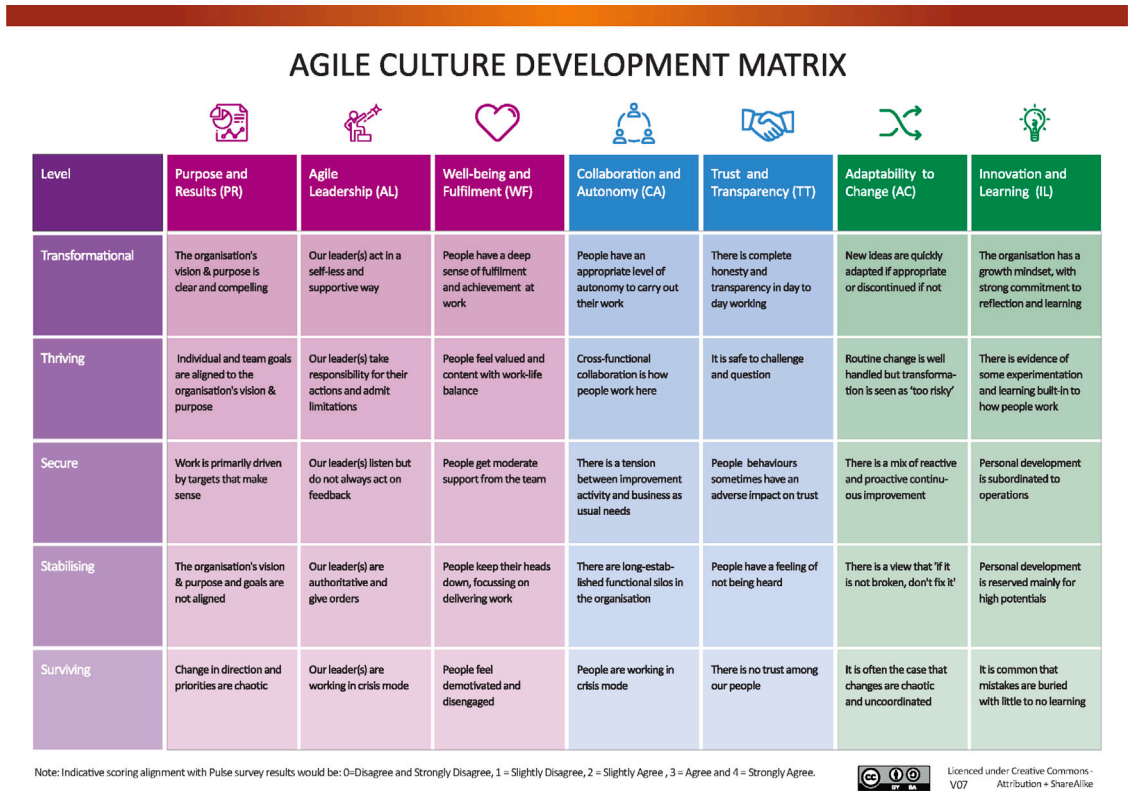 AGILE CULTURE DEVELOPMENT MATRIX
Level
Purpose and
Results (PR)
Agile
Leadership (AL)
Well-being and
Fulfilment (WF)
Collaboration and
Autonomy (CA)
Trust and
Transparency (TT)
Adaptability to
Change (AC)
Innovation and
Learning (IL)
Transformational
The organisation's
vision & purpose is
clear and compelling
Our leader(s) act in a
self-less and
supportive way
People have a deep
sense of fulfilment
and achievement at
work
People have an
appropriate level of
autonomy to carry out
their work
There is complete
honesty and
transparency in day to
day working
New ideas are quickly
adapted if appropriate
or discontinued if not
The organisation has a
growth mindset, with
strong commitment to
reflection and learning
Thriving
Individual and team goals
are aligned to the
organisation's vision &
purpose
Our leader(s) take
responsibility for their
actions and admit
limitations
People feel valued and
content with work-life
balance
Cross-functional
collaboration is how
people work here
It is safe to challenge
and question
Routine change is well
handled but transforma-
tion is seen as 'too risky'
There is evidence of
some experimentation
and learning built-in to
how people work
Secure
Work is primarily driven
by targets that make
sense
Our leader(s) listen but
do not always act on
feedback
People get moderate
support from the team
There is a tension
between improvement
activity and business as
usual needs
People behaviours
sometimes have an
adverse impact on trust
There is a mix of reactive
and proactive continu-
ous improvement
Personal development
is subordinated to
operations
Stabilising
The organisation's vision
& purpose and goals are
not aligned
Our leader(s) are
authoritative and
give orders
People keep their heads
down, focussing on
delivering work
There are long-estab-
lished functional silos in
the organisation
People have a feeling of
not being heard
There is a view that 'if it
is not broken, don't fix it'
Personal development
is reserved mainly for
high potentials
Surviving
Change in direction and
priorities are chaotic
Our leader(s) are
working in crisis mode
People feel
demotivated and
disengaged
People are working in
crisis mode
There is no trust among
our people
It is often the case that
changes are chaotic
and uncoordinated
It is common that
mistakes are buried
with little to no learning
Note: Indicative scoring alignment with Pulse survey results would be: 0=Disagree and Strongly Disagree, 1 = Slightly Disagree, 2 = Slightly Agree , 3 = Agree and 4 = Strongly Agree.
cc
BY SA
Licenced under Creative Commons -
V07 Attribution + ShareAlike